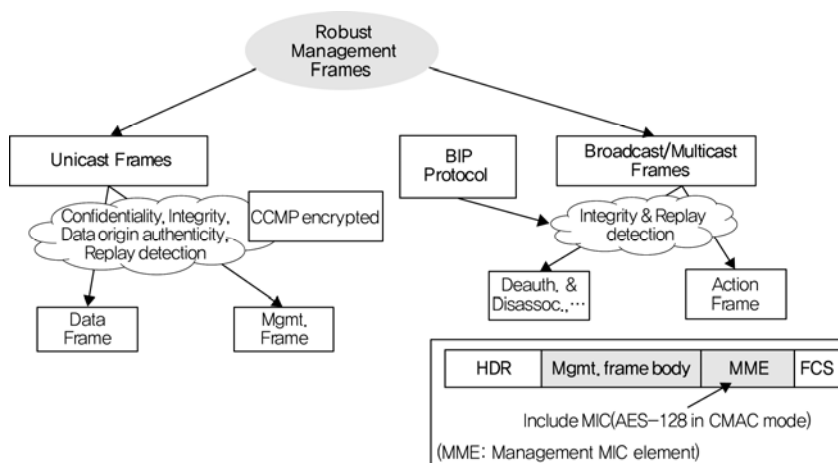 Robust
Management
Frames
Unicast Frames
BIP
Protocol
Broadcast/Multicast
Frames
Confidentiality, Integrity,
Data origin authenticity,
Replay detection
CCMP encrypted
Integrity & Replay
detection
Data
Frame
Mgmt.
Frame
Deauth. &
Disassoc.,…
Action
Frame
HDR
Mgmt. frame body
MME
FCS
Include MIC(AES-128 in CMAC mode)
(MME: Management MIC element)